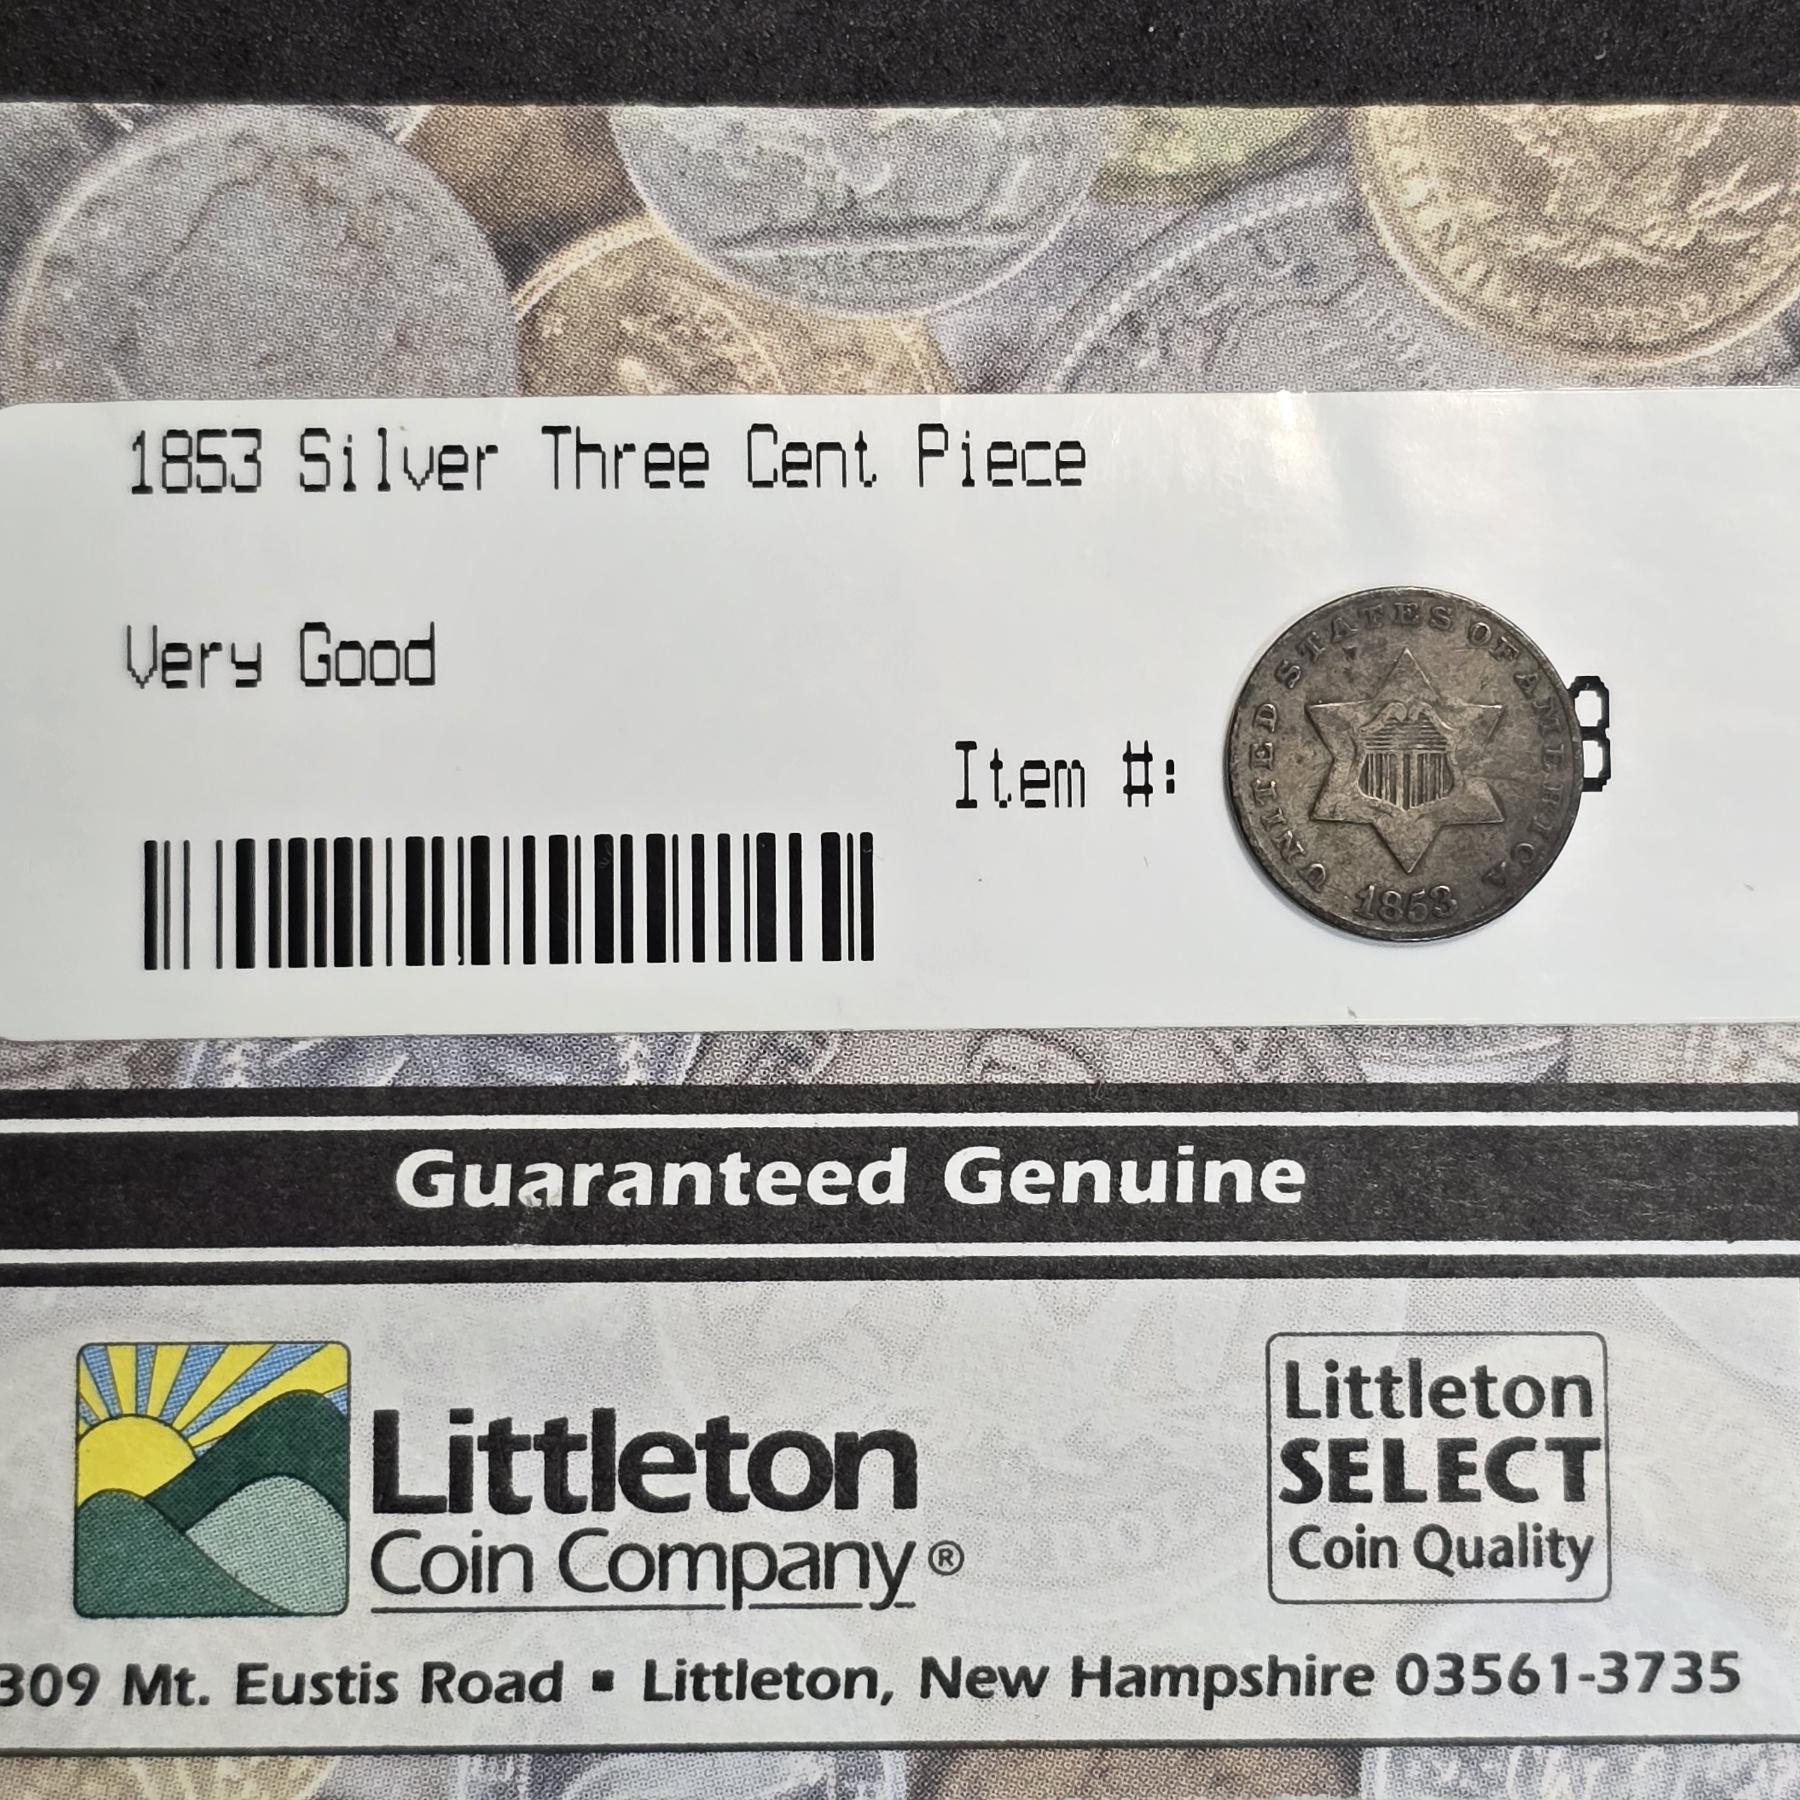 1853 Silver Three Cent Piece
Very Good
Item #:
8
UNITED STATES OF AMERICA
1853
Guaranteed Genuine
Littleton
Coin Company®
Littleton
SELECT
Coin Quality
309 Mt. Eustis Road ▪ Littleton, New Hampshire 03561-3735